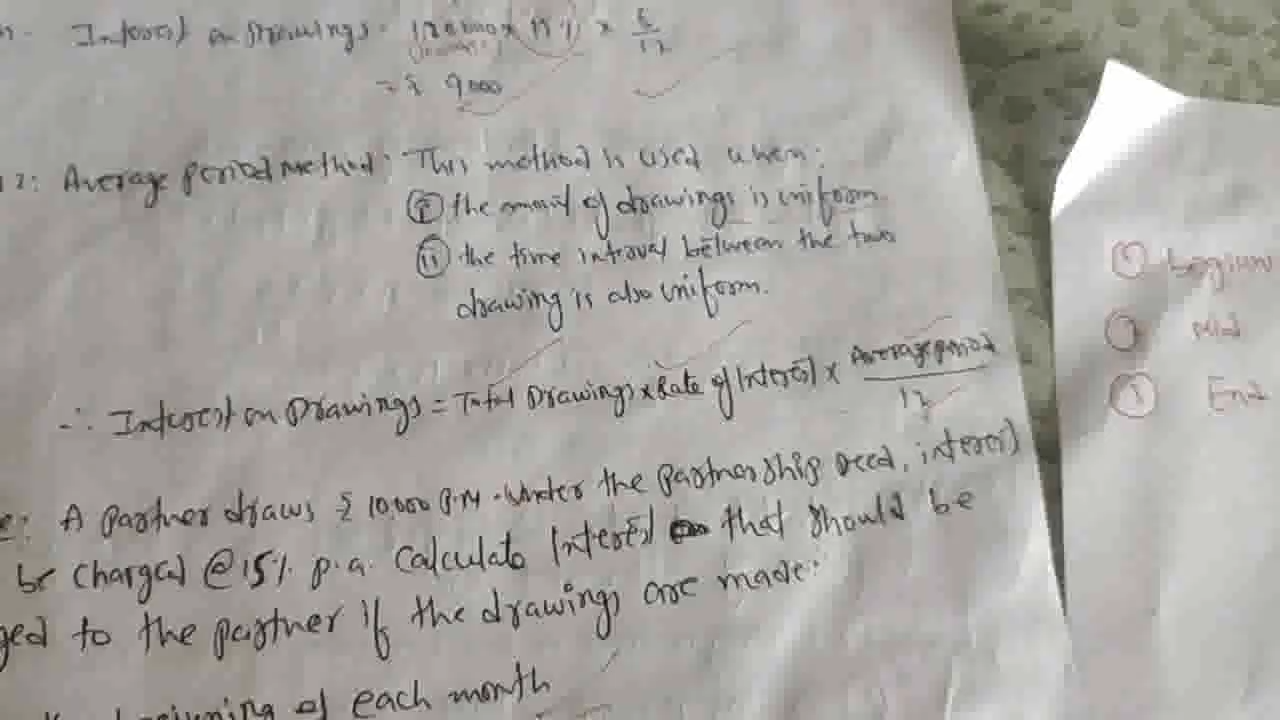 Interest on Drawings = 120000 × 15% × 6/12
= ₹ 9000
2: Average period Method: This method is used when:
(i) the amount of drawings is uniform.
(ii) the time intraval between the two
drawing is also uniform.
∴ Interest on Drawings = Total Drawings × Rate of Interest × Average period / 12
A partner draws ₹ 10,000 P.M. Under the partnership Deed, interest
be charged @ 15% p.a. Calculate Interest that should be
ged to the partner if the drawings are made:
beginning of each month
① beginn
② Mid
③ End